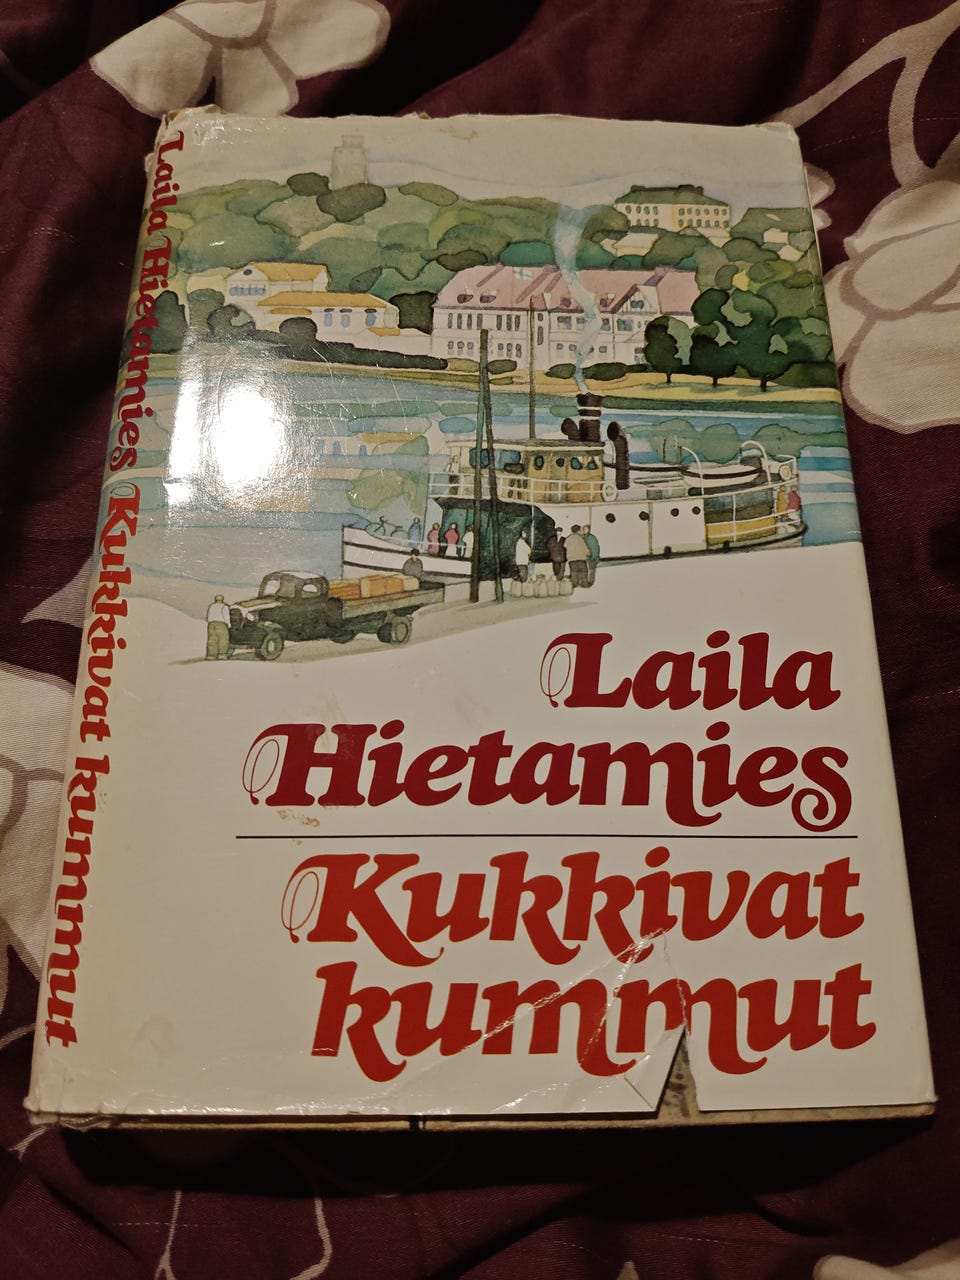 Laila Hietamies Kukkivat kummut
Laila
Hietamies
Kukkivat
kummut